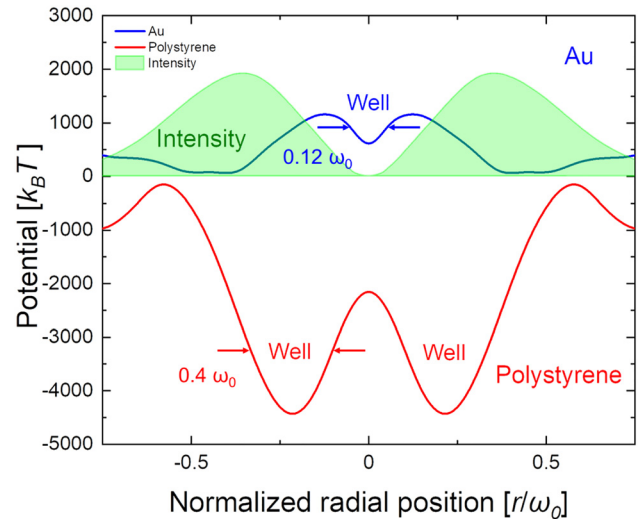 3000
2000
1000
0
-1000
-2000
-3000
-4000
-5000
Potential [k_BT]
Au
Polystyrene
Intensity
Au
Well
Intensity
0.12 ω₀
Well
Well
0.4 ω₀
Polystyrene
-0.5
0
0.5
Normalized radial position [r/ω₀]